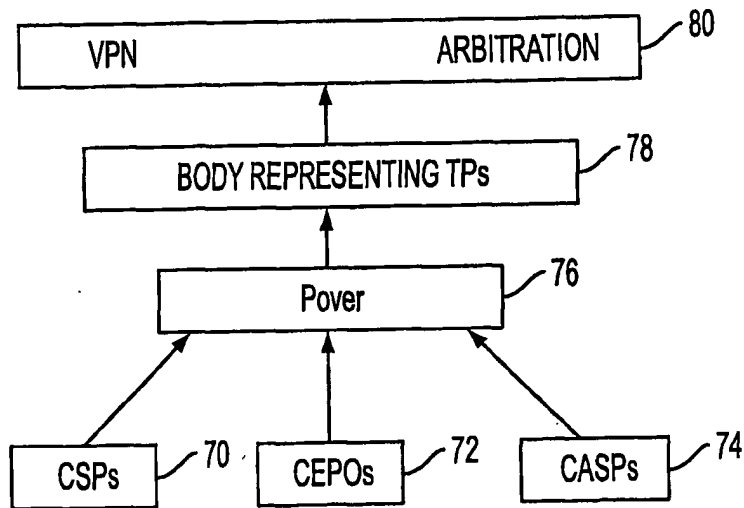 VPN ARBITRATION 80
BODY REPRESENTING TPs 78
Pover 76
CSPs 70 CEPOs 72 CASPs 74